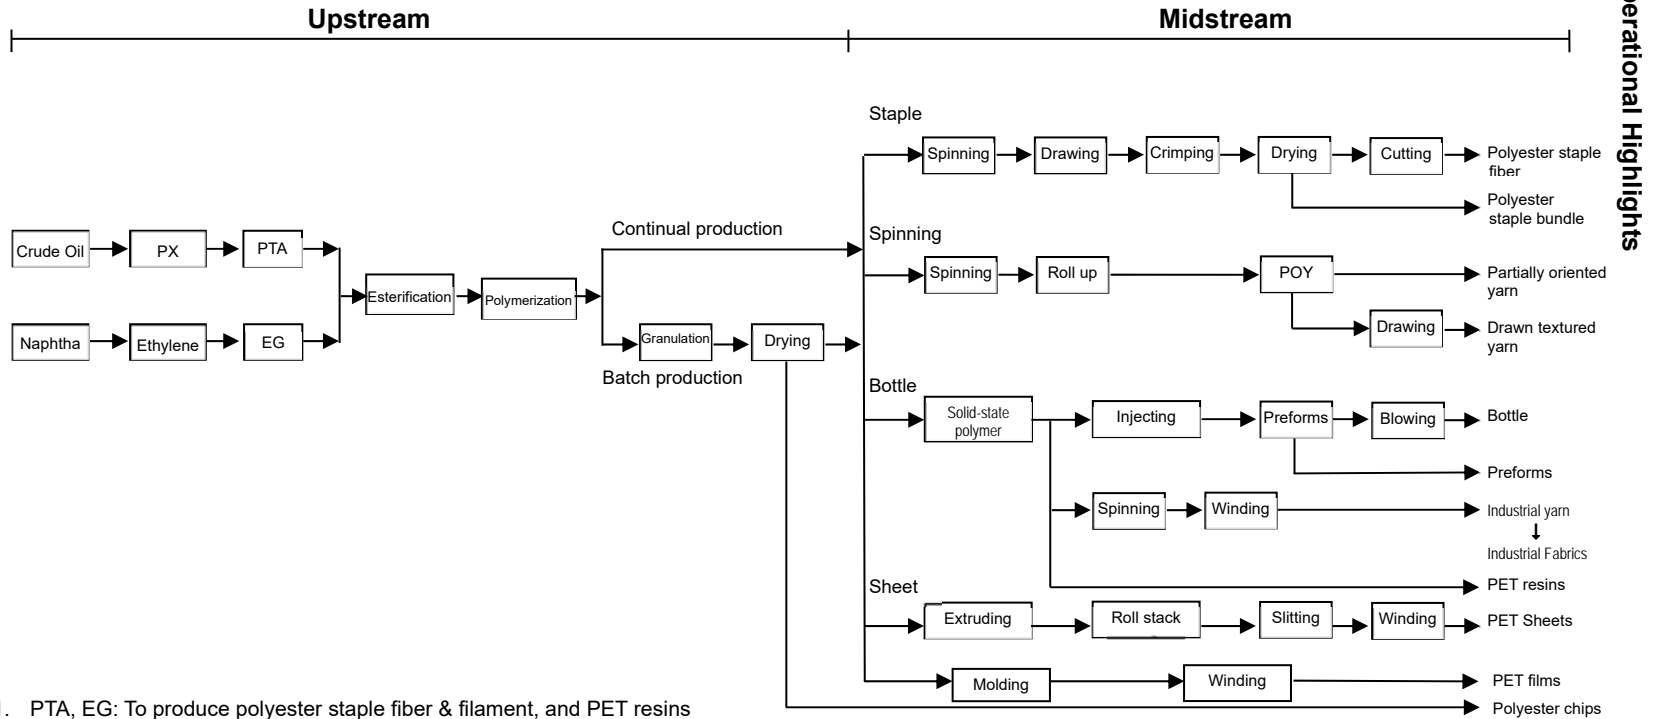 Upstream
Midstream
erational Highlights
Staple
Spinning
Drawing
Crimping
Drying
Cutting
Polyester staple
fiber
Polyester
staple bundle
Continual production
Spinning
Crude Oil
PX
PTA
Spinning
Roll up
POY
Partially oriented
yarn
Esterification
Polymerization
Drawing
Drawn textured
yarn
Naphtha
Ethylene
EG
Granulation
Drying
Batch production
Bottle
Solid-state
polymer
Injecting
Preforms
Blowing
Bottle
Preforms
Spinning
Winding
Industrial yarn
Industrial Fabrics
PET resins
Sheet
Extruding
Roll stack
Slitting
Winding
PET Sheets
Molding
Winding
PET films
Polyester chips
. PTA, EG: To produce polyester staple fiber & filament, and PET resins